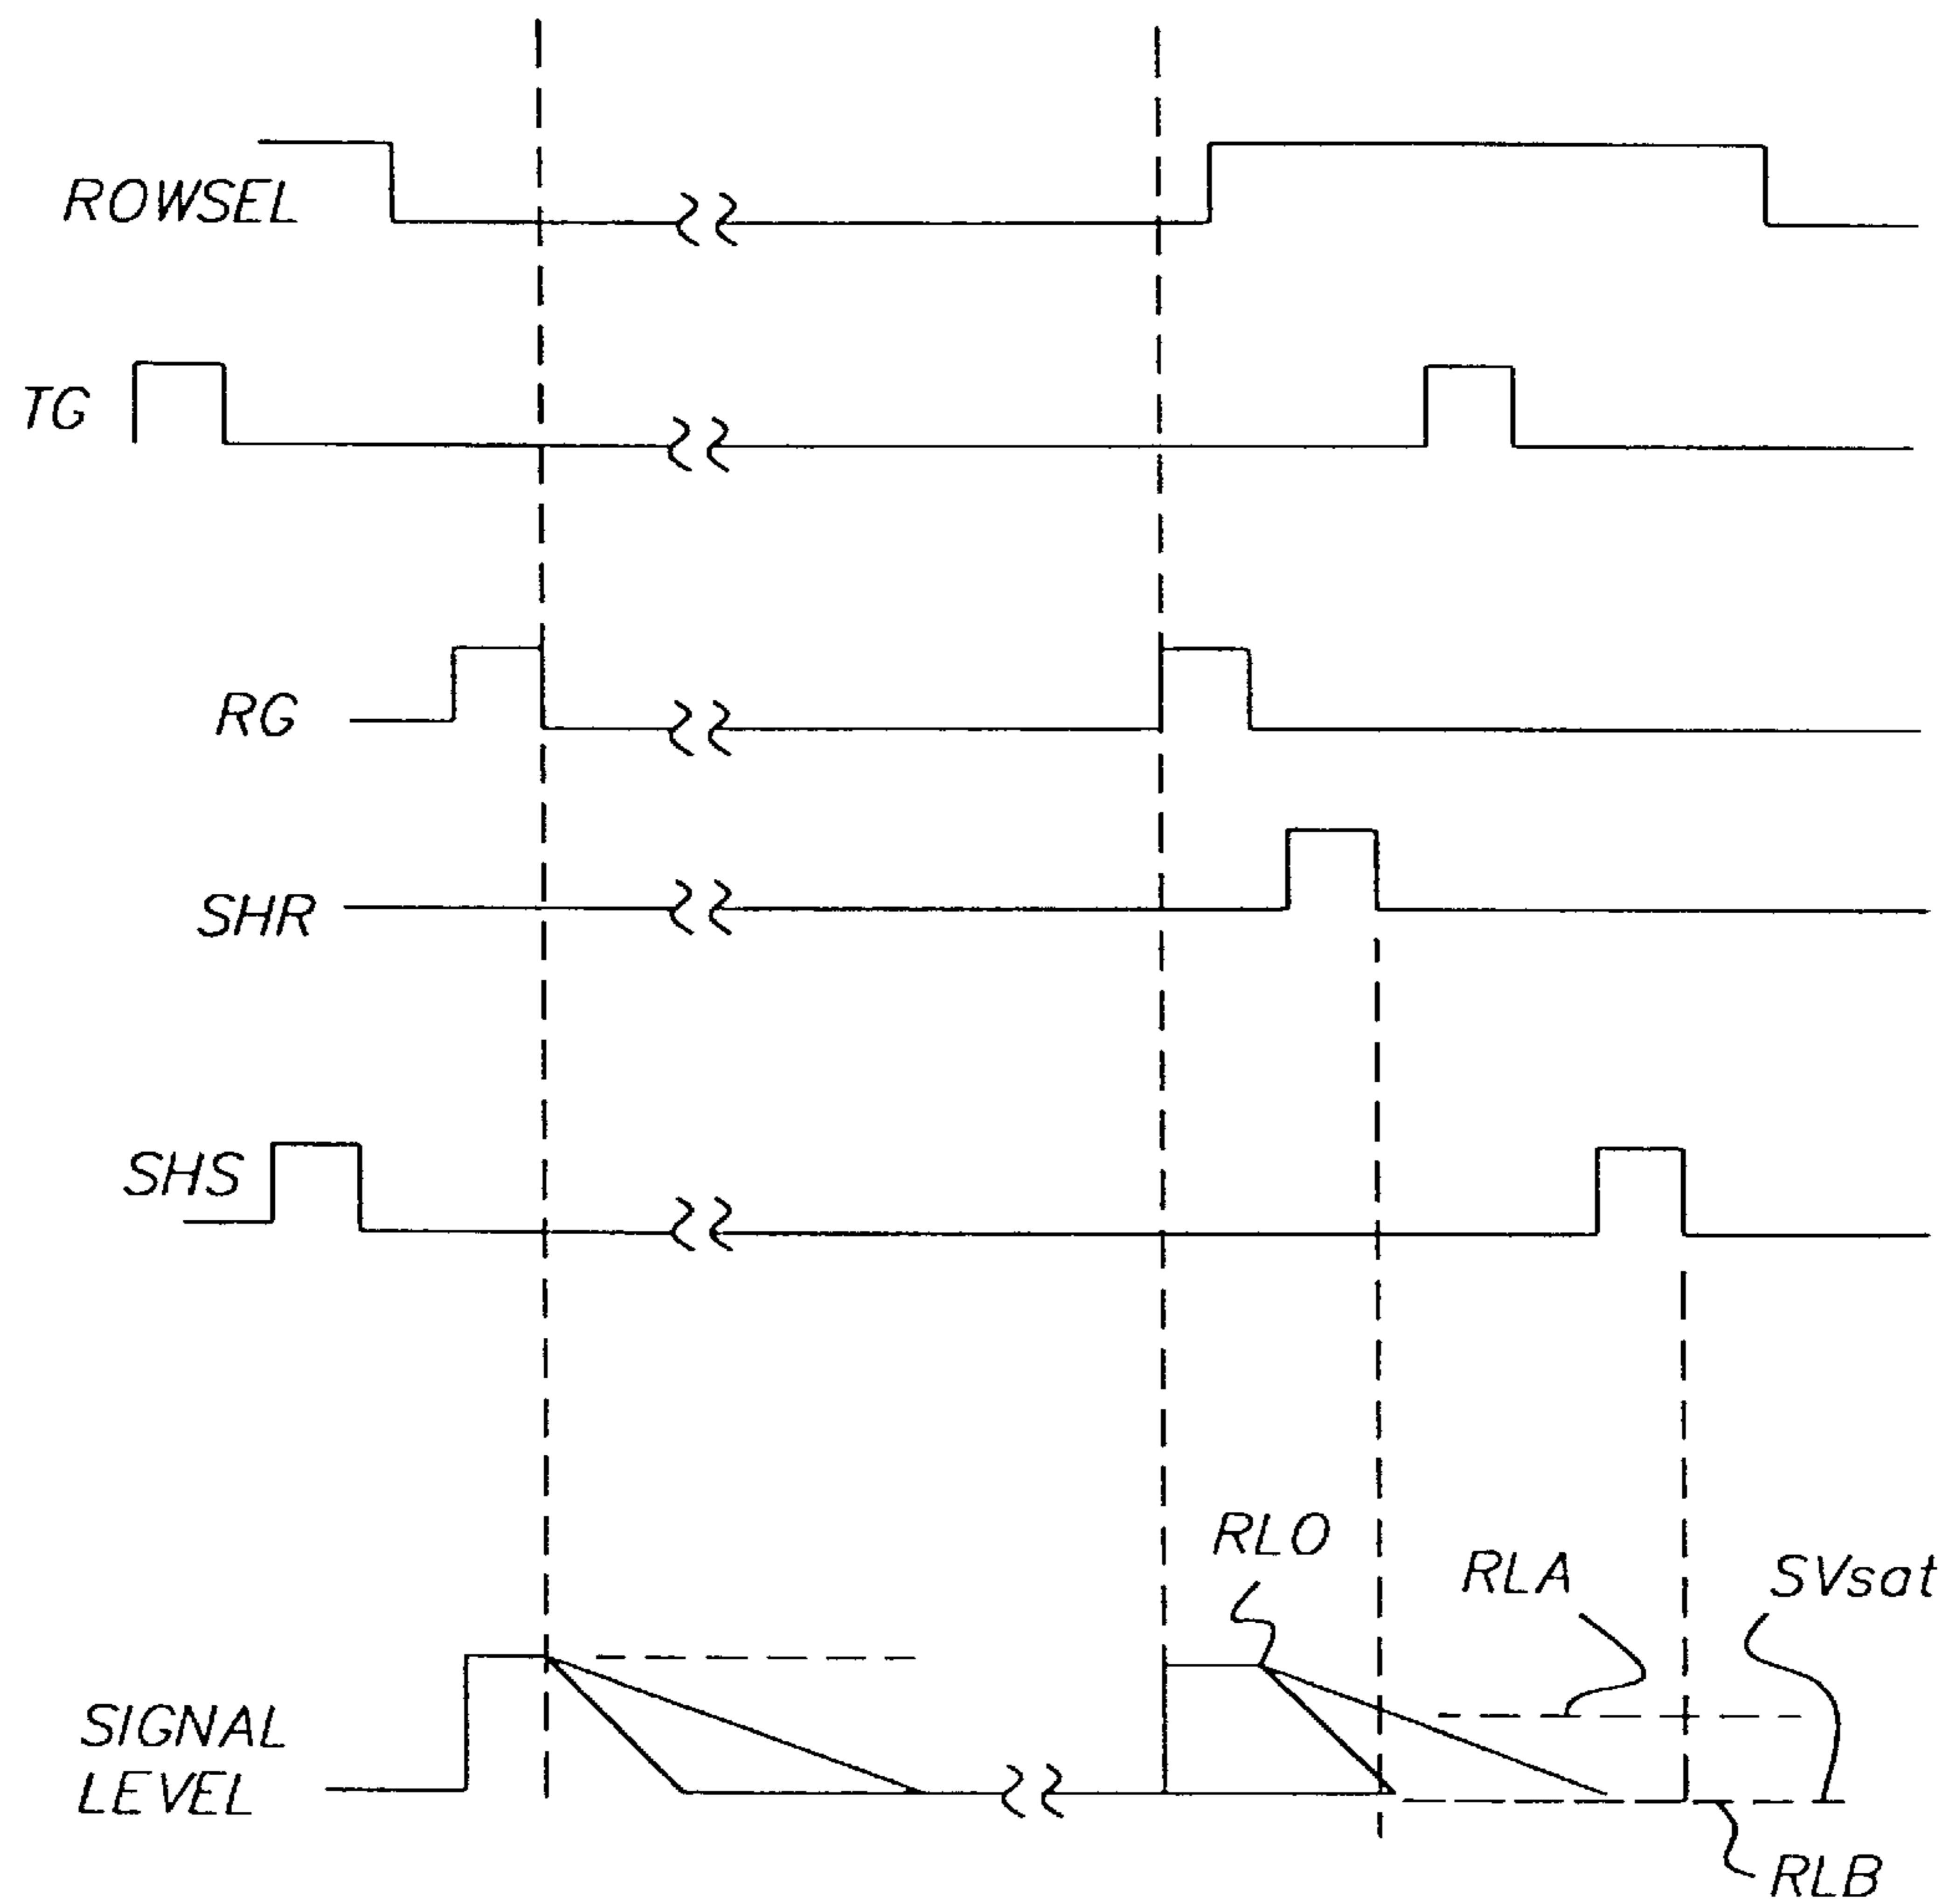 ROWSEL
TG
RG
SHR
SHS
RLO
RLA
SVsat
SIGNAL
LEVEL
RLB